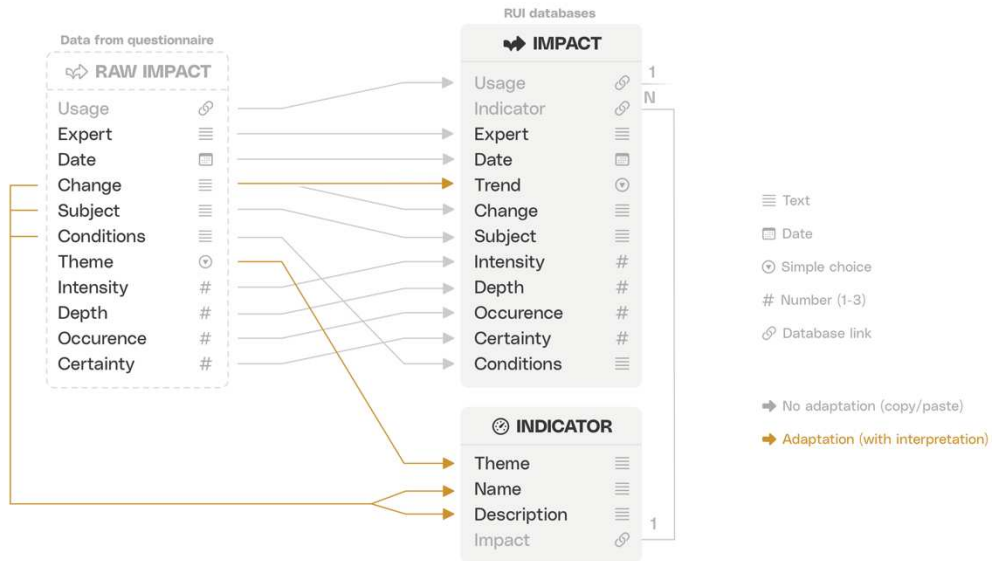 RUI databases
Data from questionnaire
IMPACT
RAW IMPACT
Usage
Expert
Date
Change
Subject
Conditions
Theme
Intensity
Depth
Occurence
Certainty
Usage
1
Indicator
N
Expert
Date
Trend
Change
Subject
Intensity #
Depth #
Occurence #
Certainty #
Conditions
INDICATOR
Theme
Name
Description
1
Impact
Text
Date
Simple choice
# Number (1-3)
Database link
No adaptation (copy/paste)
Adaptation (with interpretation)